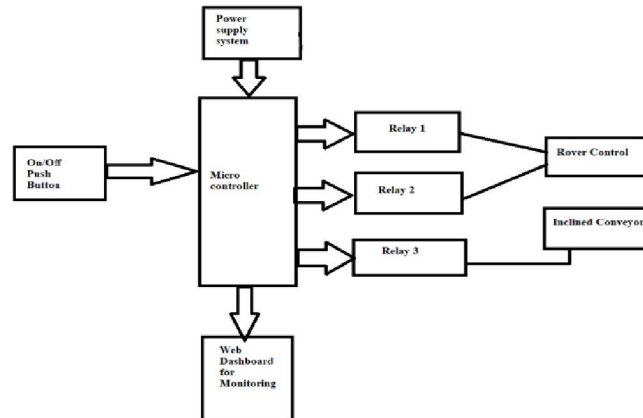 Power
supply
system
On/Off
Push
Button
Micro
controller
Relay 1
Relay 2
Relay 3
Rover Control
Inclined Conveyor
Web
Dashboard
for
Monitoring